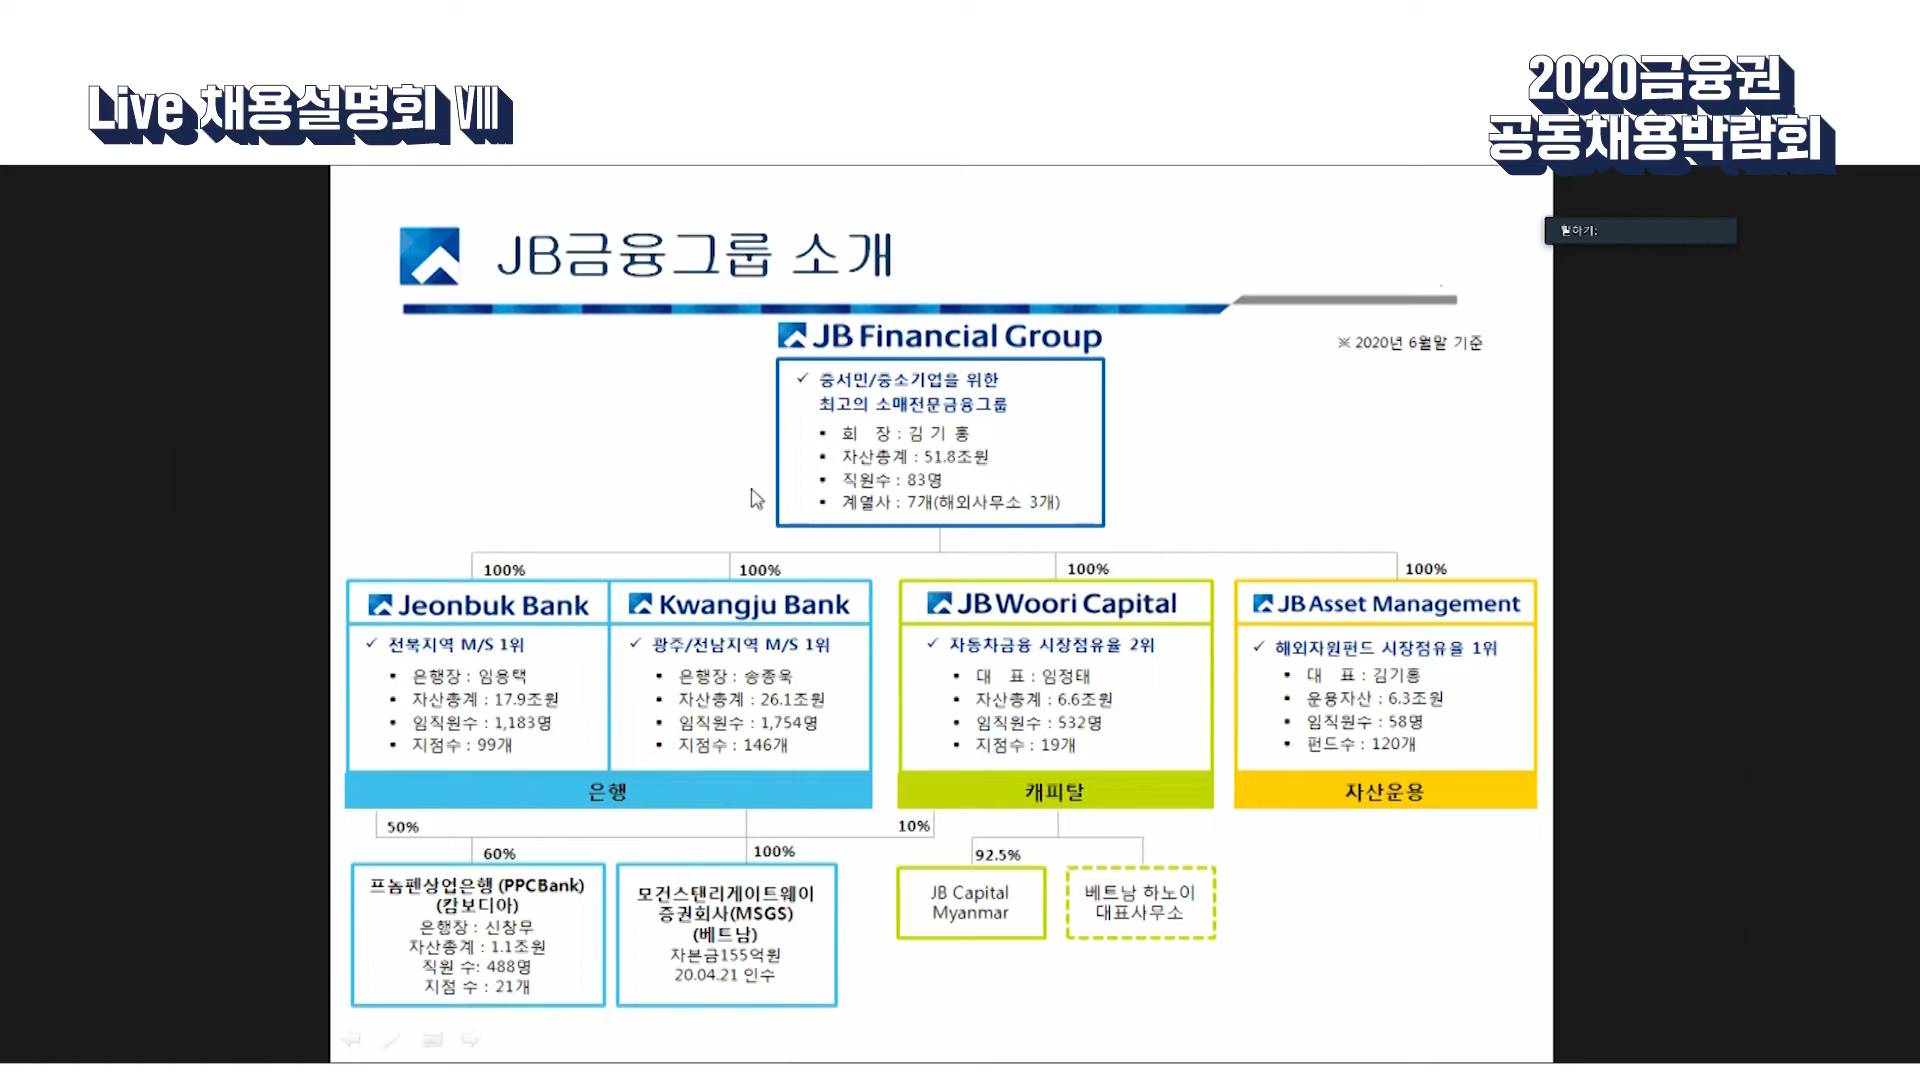 Live 채용설명회 Ⅷ
2020금융권
공동채용박람회
말하기:
JB금융그룹 소개
JB Financial Group
※ 2020년 6월말 기준
✓ 중서민/중소기업을 위한
최고의 소매전문금융그룹
▪ 회 장 : 김 기 홍
▪ 자산총계 : 51.8조원
▪ 직원수 : 83명
▪ 계열사 : 7개(해외사무소 3개)
100%
100%
100%
100%
Jeonbuk Bank
✓ 전북지역 M/S 1위
▪ 은행장 : 임용택
▪ 자산총계 : 17.9조원
▪ 임직원수 : 1,183명
▪ 지점수 : 99개
Kwangju Bank
✓ 광주/전남지역 M/S 1위
▪ 은행장 : 송종욱
▪ 자산총계 : 26.1조원
▪ 임직원수 : 1,754명
▪ 지점수 : 146개
은행
JB Woori Capital
✓ 자동차금융 시장점유율 2위
▪ 대 표 : 임정태
▪ 자산총계 : 6.6조원
▪ 임직원수 : 532명
▪ 지점수 : 19개
캐피탈
JB Asset Management
✓ 해외자원펀드 시장점유율 1위
▪ 대 표 : 김기홍
▪ 운용자산 : 6.3조원
▪ 임직원수 : 58명
▪ 펀드수 : 120개
자산운용
50%
10%
60%
100%
92.5%
프놈펜상업은행 (PPCBank)
(캄보디아)
은행장 : 신창무
자산총계 : 1.1조원
직원 수: 488명
지점 수 : 21개
모건스탠리게이트웨이
증권회사(MSGS)
(베트남)
자본금155억원
20.04.21 인수
JB Capital
Myanmar
베트남 하노이
대표사무소